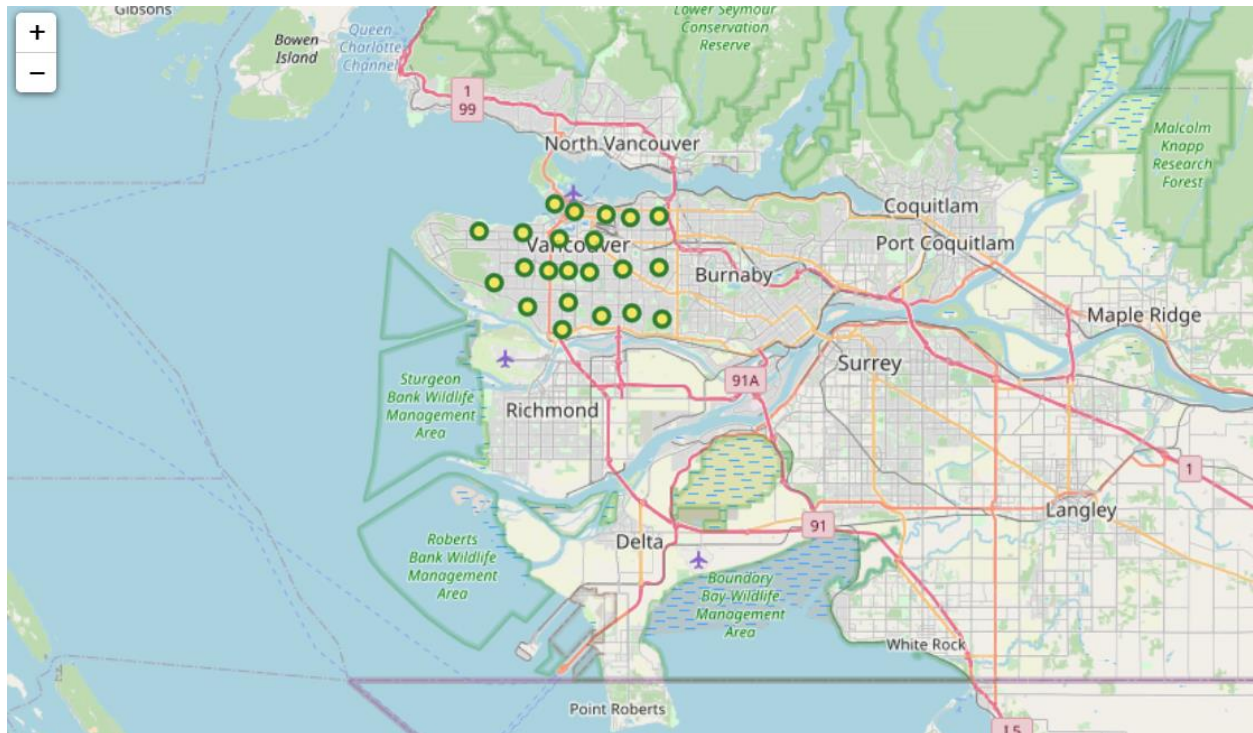 Gibsons
+
−
Bowen
Island
Queen
Charlotte
Channel
Lower Seymour
Conservation
Reserve
1
99
North Vancouver
Malcolm
Knapp
Research
Forest
Coquitlam
Port Coquitlam
Vancouver
Burnaby
Maple Ridge
Surrey
91A
Sturgeon
Bank Wildlife
Management
Area
Richmond
1
Langley
91
Delta
Roberts
Bank Wildlife
Management
Area
Boundary
Bay Wildlife
Management
Area
White Rock
Point Roberts
I 5